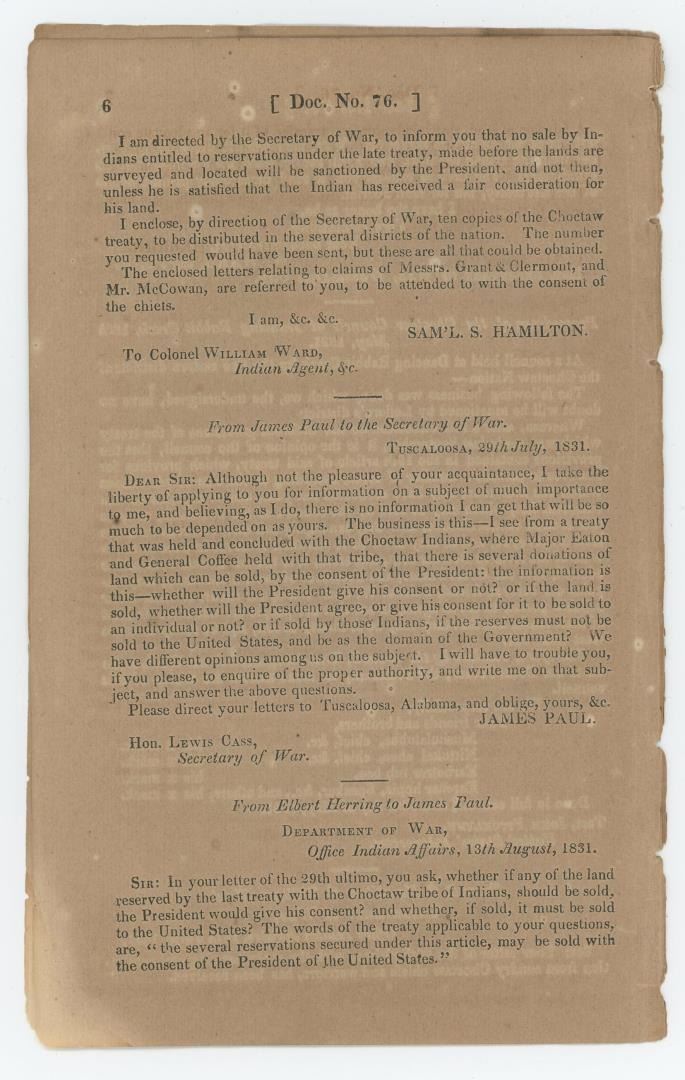 6
[ Doc. No. 76. ]
I am directed by the Secretary of War, to inform you that no sale by In-
dians entitled to reservations under the late treaty, made before the lands are
surveyed and located will be sanctioned by the President, and not then,
unless he is satisfied that the Indian has received a fair consideration for
his land.
I enclose, by direction of the Secretary of War, ten copies of the Choctaw
treaty, to be distributed in the several districts of the nation. The number
you requested would have been sent, but these are all that could be obtained.
The enclosed letters relating to claims of Messrs. Grant & Clermont, and
Mr. McCowan, are referred to you, to be attended to with the consent of
the chiefs.
I am, &c. &c.
SAM'L. S. HAMILTON.
To Colonel WILLIAM WARD,
Indian Agent, &c.
From James Paul to the Secretary of War.
TUSCALOOSA, 29th July, 1831.
DEAR SIR: Although not the pleasure of your acquaintance, I take the
liberty of applying to you for information on a subject of much importance
to me, and believing, as I do, there is no information I can get that will be so
much to be depended on as yours. The business is this—I see from a treaty
that was held and concluded with the Choctaw Indians, where Major Eaton
and General Coffee held with that tribe, that there is several donations of
land which can be sold, by the consent of the President: the information is
this—whether will the President give his consent or not? or if the land is
sold, whether will the President agree, or give his consent for it to be sold to
an individual or not? or if sold by those Indians, if the reserves must not be
sold to the United States, and be as the domain of the Government? We
have different opinions among us on the subject. I will have to trouble you,
if you please, to enquire of the proper authority, and write me on that sub-
ject, and answer the above questions.
Please direct your letters to Tuscaloosa, Alabama, and oblige, yours, &c.
JAMES PAUL.
Hon. LEWIS CASS,
Secretary of War.
From Elbert Herring to James Paul.
DEPARTMENT OF WAR,
Office Indian Affairs, 13th August, 1831.
SIR: In your letter of the 29th ultimo, you ask, whether if any of the land
reserved by the last treaty with the Choctaw tribe of Indians, should be sold,
the President would give his consent? and whether, if sold, it must be sold
to the United States? The words of the treaty applicable to your questions,
are, "the several reservations secured under this article, may be sold with
the consent of the President of the United States."